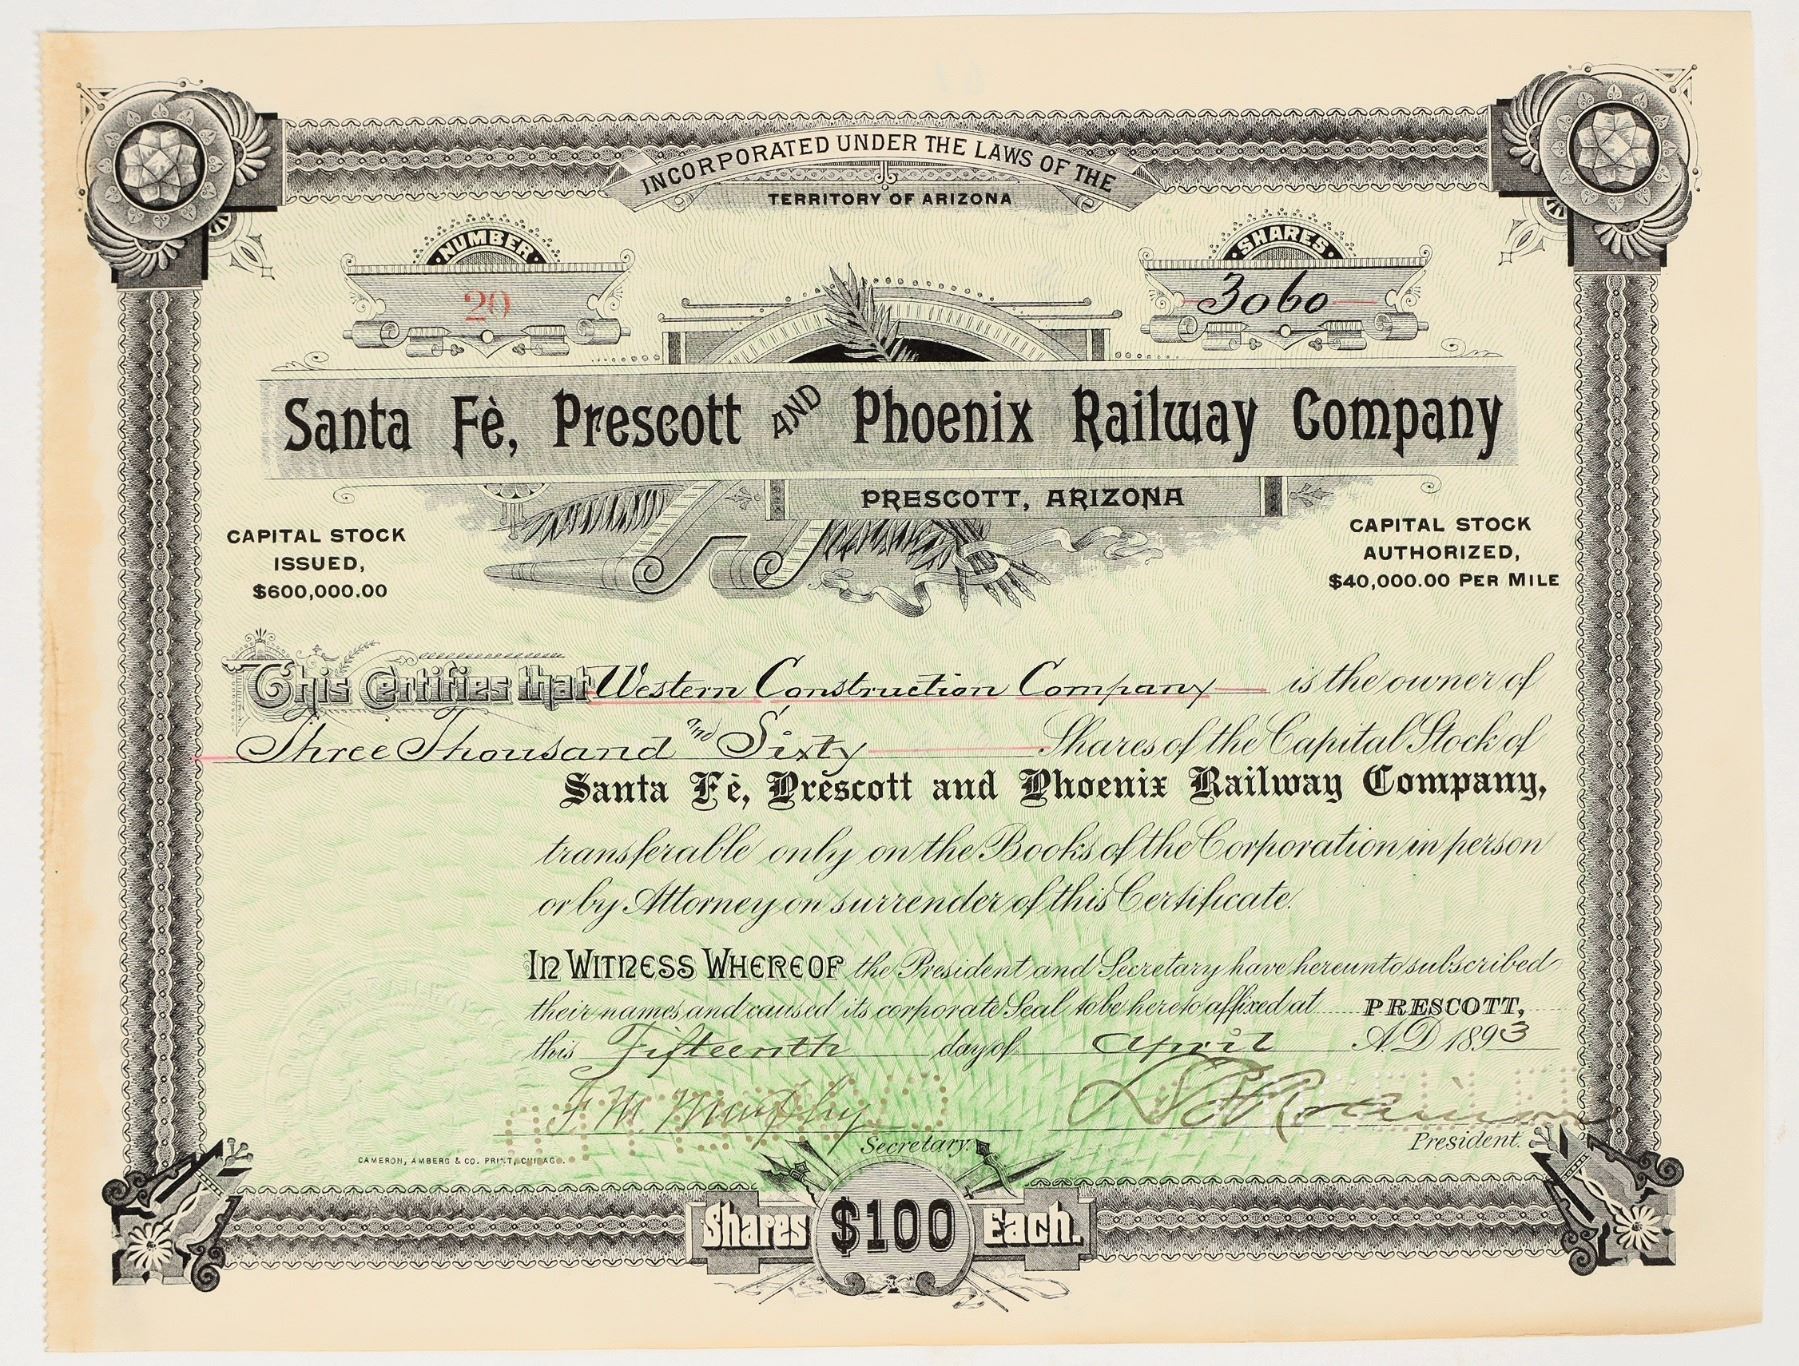 INCORPORATED UNDER THE LAWS OF THE
TERRITORY OF ARIZONA
NUMBER
20
SHARES
3060
Santa Fè, Prescott AND Phoenix Railway Company
PRESCOTT, ARIZONA
CAPITAL STOCK
ISSUED,
$600,000.00
CAPITAL STOCK
AUTHORIZED,
$40,000.00 PER MILE
This Certifies that Western Construction Company is the owner of
Three Thousand and Sixty Shares of the Capital Stock of
Santa Fè, Prescott and Phoenix Railway Company,
transferable only on the Books of the Corporation in person
or by Attorney on surrender of this Certificate.
IN WITNESS WHEREOF the President and Secretary have hereunto subscribed
their names and caused its corporate Seal to be hereto affixed at PRESCOTT,
this Fifteenth day of April A.D. 1893
F. M. Murphy
Secretary.
President.
CAMERON, AMBERG & CO. PRINT, CHICAGO.
Shares $100 Each.